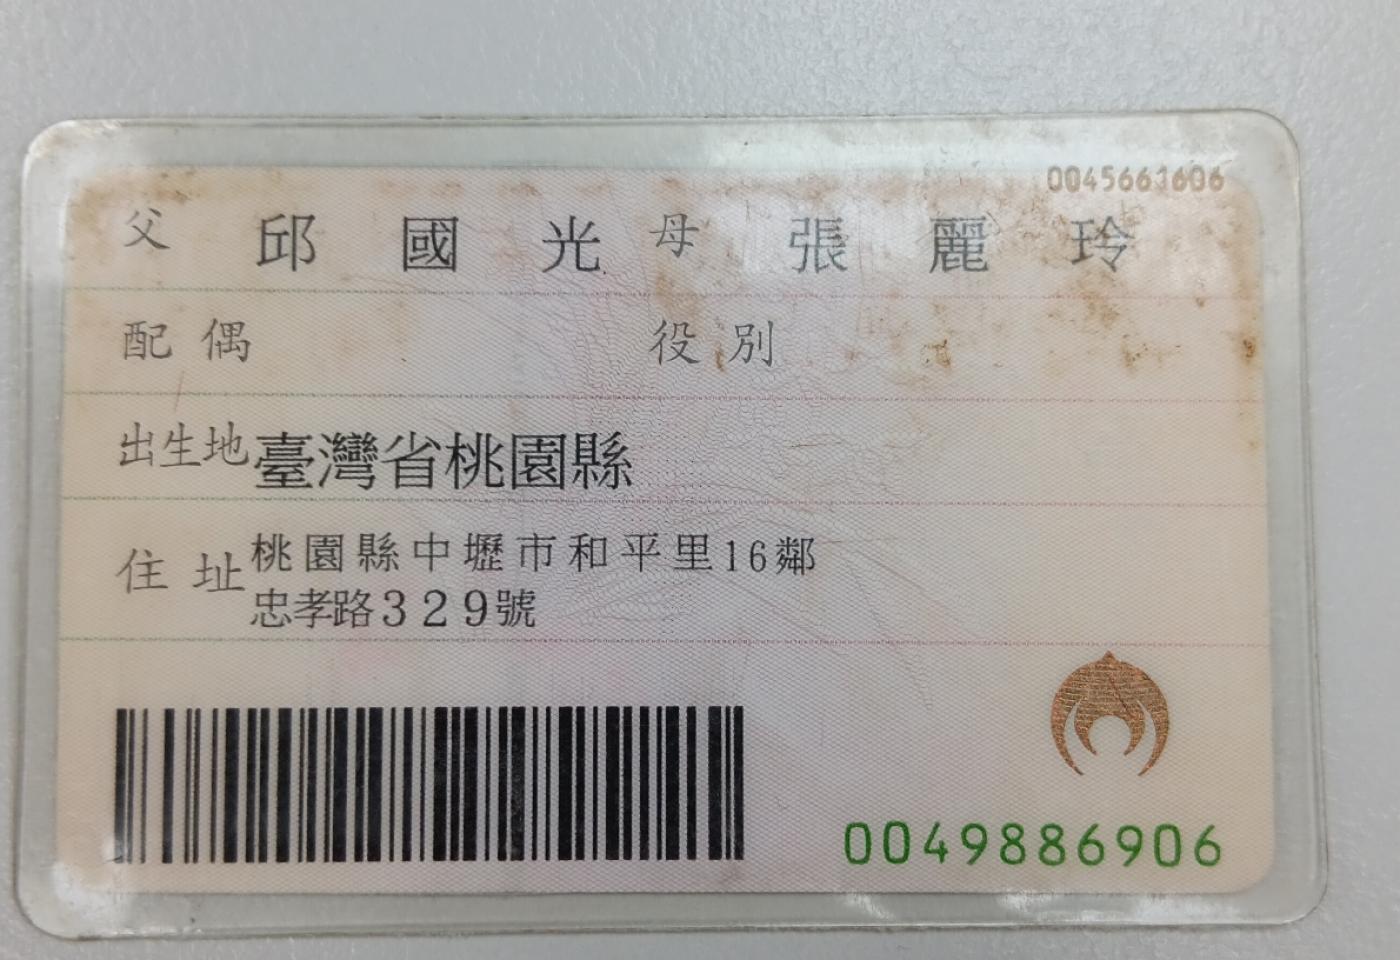 0045661606
父 邱國光 母 張麗玲
配偶 役別
出生地 臺灣省桃園縣
住址 桃園縣中壢市和平里16鄰
忠孝路329號
0049886906